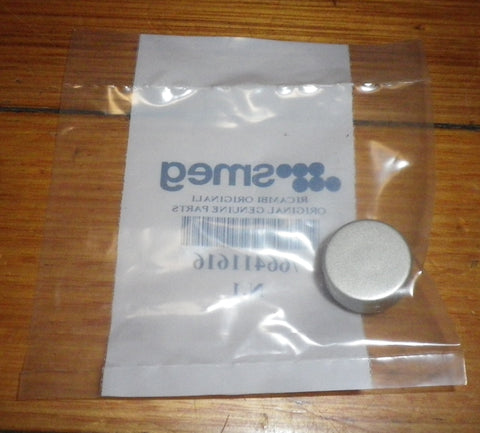 smeg
RICAMBI ORIGINALI
ORIGINAL GENUINE PARTS
766411616
N.1